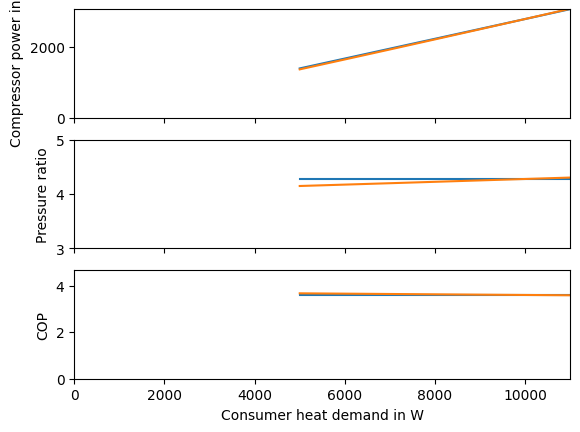 Compressor power in
2000
0
Pressure ratio
5
4
3
COP
4
2
0
0 2000 4000 6000 8000 10000
Consumer heat demand in W